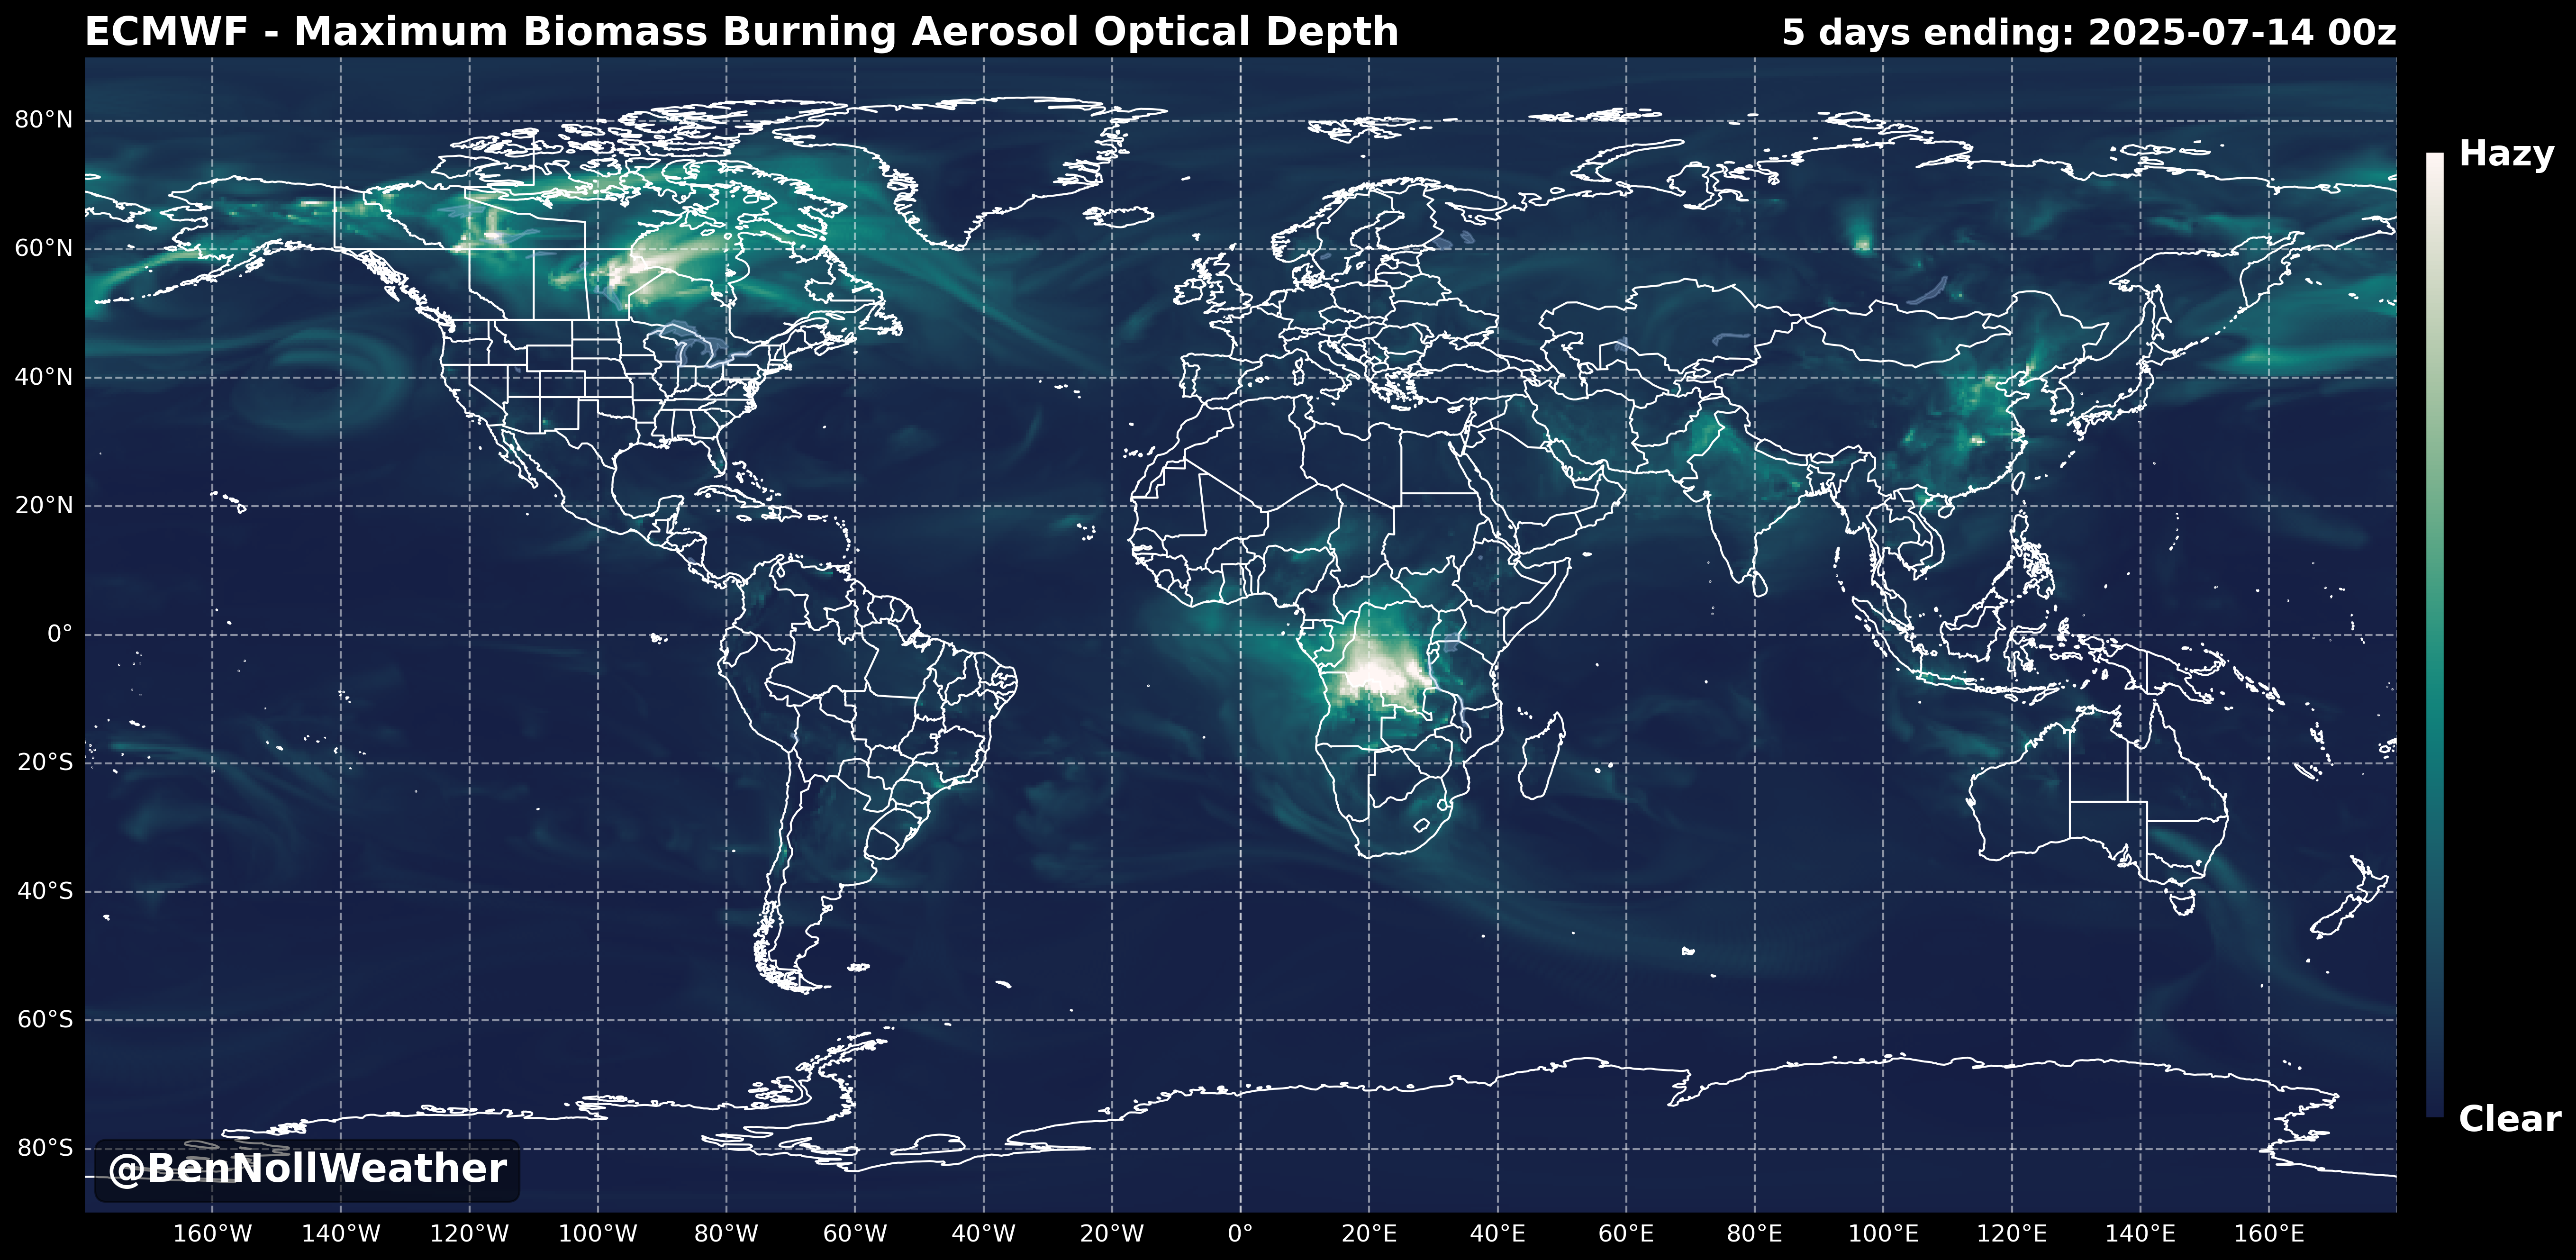 ECMWF - Maximum Biomass Burning Aerosol Optical Depth
5 days ending: 2025-07-14 00z
Hazy
Clear
80°N
60°N
40°N
20°N
0°
20°S
40°S
60°S
80°S
@BenNollWeather
160°W 140°W 120°W 100°W 80°W 60°W 40°W 20°W 0° 20°E 40°E 60°E 80°E 100°E 120°E 140°E 160°E